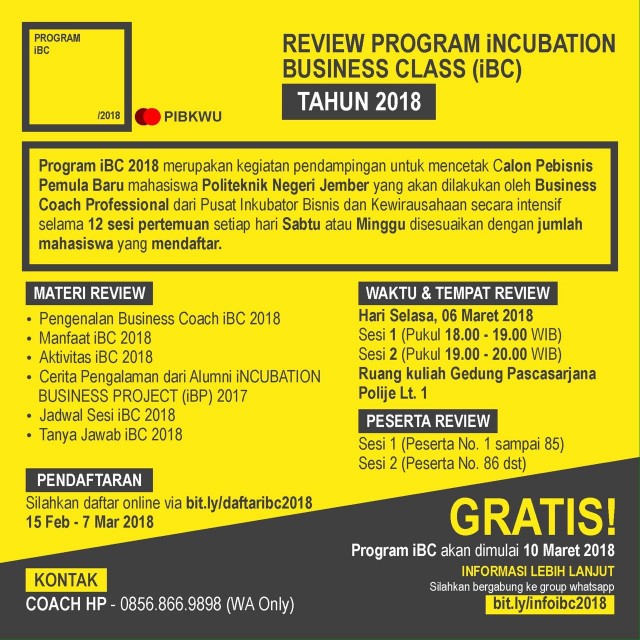 PROGRAM
iBC
/2018
PIBKWU
REVIEW PROGRAM iNCUBATION
BUSINESS CLASS (iBC)
TAHUN 2018
Program iBC 2018 merupakan kegiatan pendampingan untuk mencetak Calon Pebisnis
Pemula Baru mahasiswa Politeknik Negeri Jember yang akan dilakukan oleh Business
Coach Professional dari Pusat Inkubator Bisnis dan Kewirausahaan secara intensif
selama 12 sesi pertemuan setiap hari Sabtu atau Minggu disesuaikan dengan jumlah
mahasiswa yang mendaftar.
MATERI REVIEW
• Pengenalan Business Coach iBC 2018
• Manfaat iBC 2018
• Aktivitas iBC 2018
• Cerita Pengalaman dari Alumni iNCUBATION
BUSINESS PROJECT (iBP) 2017
• Jadwal Sesi iBC 2018
• Tanya Jawab iBC 2018
WAKTU & TEMPAT REVIEW
Hari Selasa, 06 Maret 2018
Sesi 1 (Pukul 18.00 - 19.00 WIB)
Sesi 2 (Pukul 19.00 - 20.00 WIB)
Ruang kuliah Gedung Pascasarjana
Polije Lt. 1
PESERTA REVIEW
Sesi 1 (Peserta No. 1 sampai 85)
Sesi 2 (Peserta No. 86 dst)
PENDAFTARAN
Silahkan daftar online via bit.ly/daftaribc2018
15 Feb - 7 Mar 2018
GRATIS!
Program iBC akan dimulai 10 Maret 2018
INFORMASI LEBIH LANJUT
Silahkan bergabung ke group whatsapp
bit.ly/infoibc2018
KONTAK
COACH HP - 0856.866.9898 (WA Only)